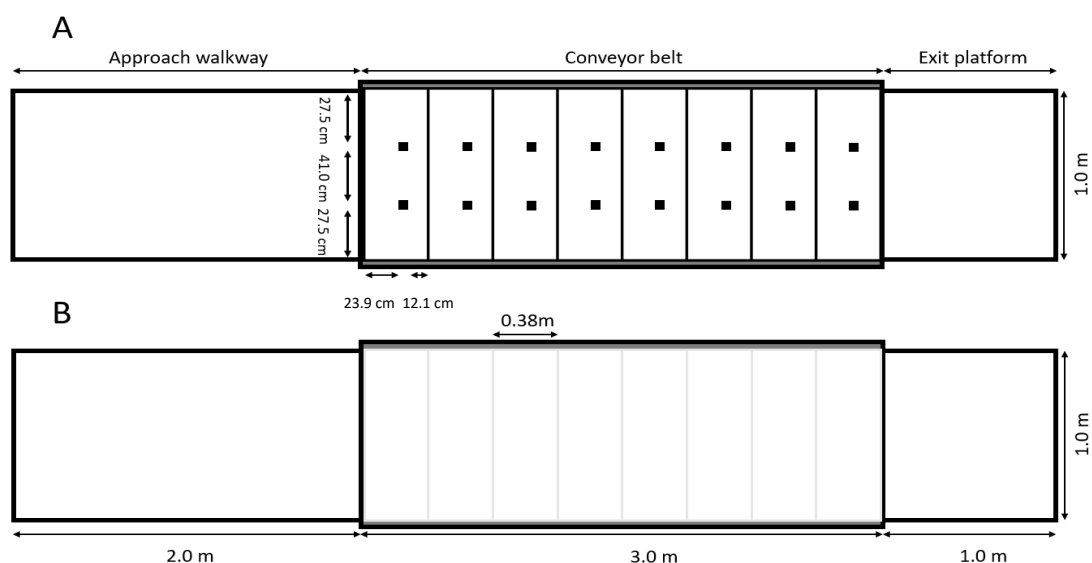 A
Approach walkway
Conveyor belt
Exit platform
27.5 cm
41.0 cm
27.5 cm
1.0 m
23.9 cm
12.1 cm
B
0.38m
1.0 m
2.0 m
3.0 m
1.0 m